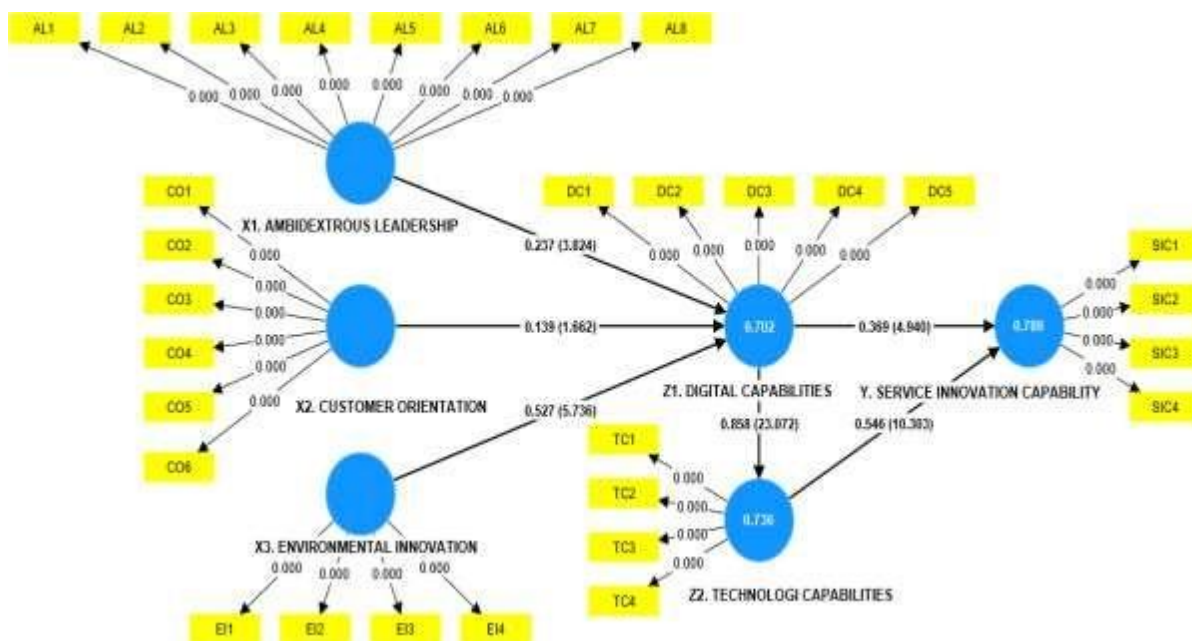 AL1 AL2 AL3 AL4 AL5 AL6 AL7 AL8
0.000 0.000 0.000 0.000 0.000 0.000 0.000 0.000
X1. AMBIDEXTROUS LEADERSHIP
CO1
CO2
CO3
CO4
CO5
CO6
0.000
0.000
0.000
0.000
0.000
0.000
X2. CUSTOMER ORIENTATION
X3. ENVIRONMENTAL INNOVATION
0.000 0.000 0.000 0.000
EI1 EI2 EI3 EI4
0.237 (3.824)
0.139 (1.662)
0.527 (5.736)
DC1 DC2 DC3 DC4 DC5
0.000 0.000 0.000 0.000 0.000
0.702
Z1. DIGITAL CAPABILITIES
0.858 (23.072)
0.369 (4.940)
0.546 (10.303)
TC1
TC2
TC3
TC4
0.000
0.000
0.000
0.000
0.736
Z2. TECHNOLOGI CAPABILITIES
Y. SERVICE INNOVATION CAPABILITY
0.000
0.000
0.000
0.000
SIC1
SIC2
SIC3
SIC4